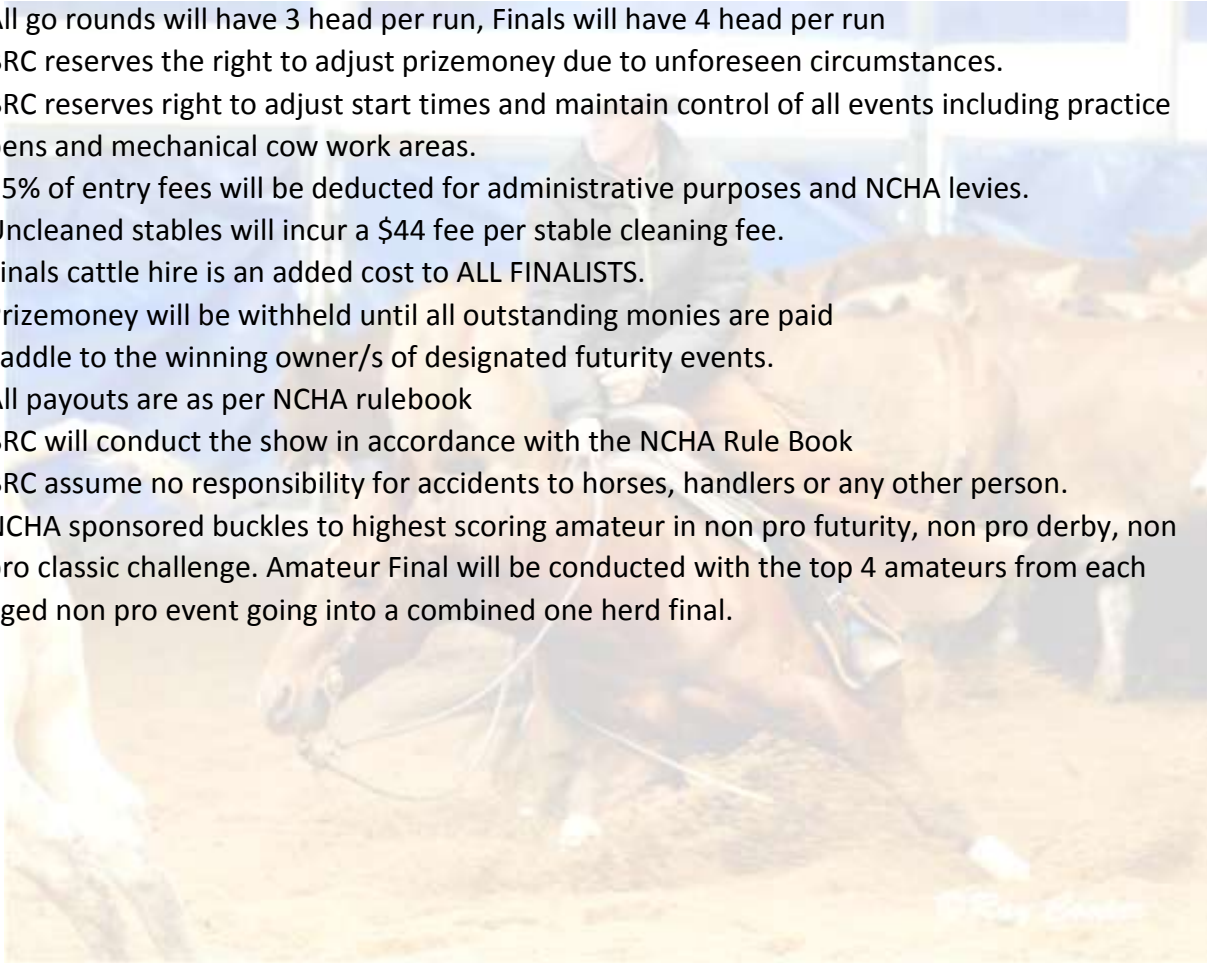 ll go rounds will have 3 head per run, Finals will have 4 head per run
RC reserves the right to adjust prizemoney due to unforeseen circumstances.
RC reserves right to adjust start times and maintain control of all events including practice
ens and mechanical cow work areas.
5% of entry fees will be deducted for administrative purposes and NCHA levies.
ncleaned stables will incur a $44 fee per stable cleaning fee.
inals cattle hire is an added cost to ALL FINALISTS.
rizemoney will be withheld until all outstanding monies are paid
addle to the winning owner/s of designated futurity events.
ll payouts are as per NCHA rulebook
RC will conduct the show in accordance with the NCHA Rule Book
RC assume no responsibility for accidents to horses, handlers or any other person.
CHA sponsored buckles to highest scoring amateur in non pro futurity, non pro derby, non
ro classic challenge. Amateur Final will be conducted with the top 4 amateurs from each
ged non pro event going into a combined one herd final.
©Ray